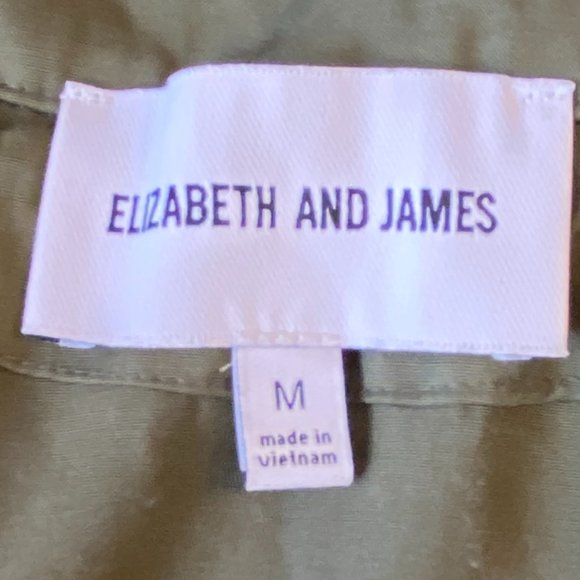 ELIZABETH AND JAMES
M
made in
vietnam